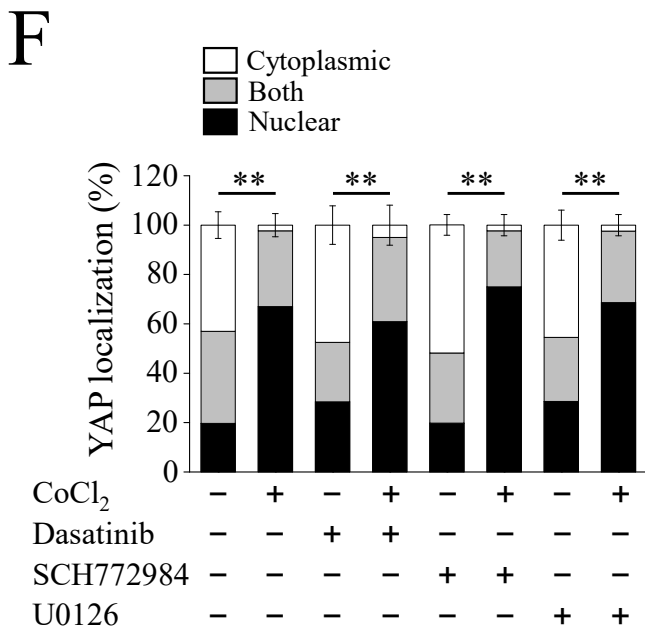 F
Cytoplasmic
Both
Nuclear
** ** ** **
YAP localization (%)
120
100
80
60
40
20
0
CoCl₂ − + − + − + − +
Dasatinib − − + + − − − −
SCH772984 − − − − + + − −
U0126 − − − − − − + +